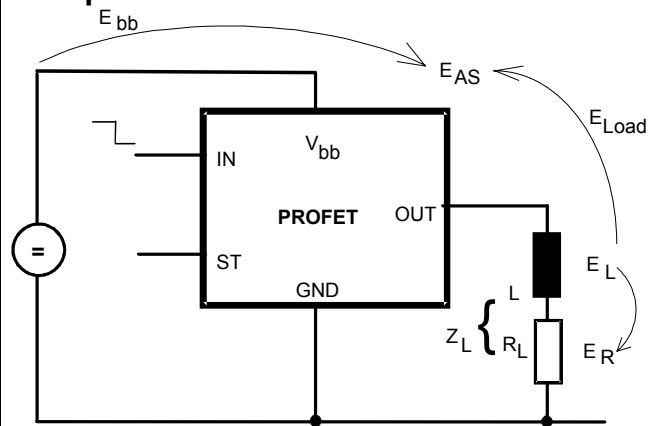 E bb
E AS
E Load
V bb
IN
PROFET
OUT
=
ST
GND
E L
L
Z L { R L
E R